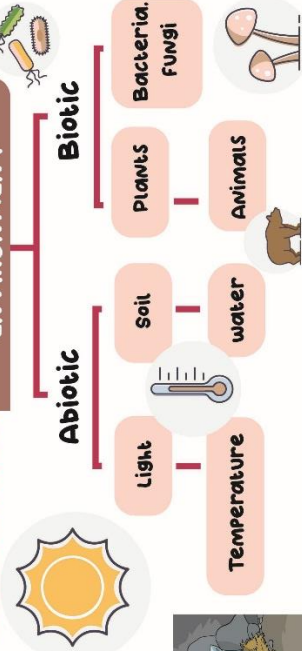 Abiotic
Biotic
Light
Soil
Plants
Bacteria.
Fungi
Temperature
water
Animals